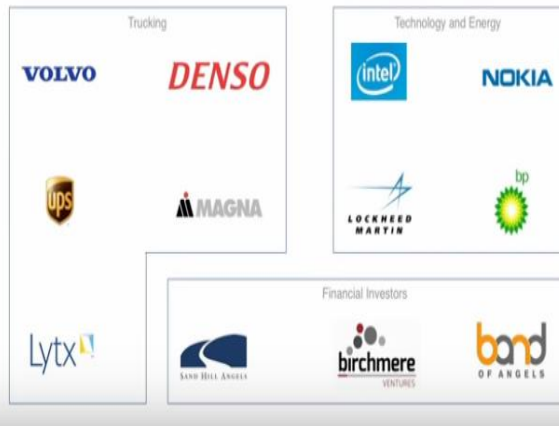 Trucking
VOLVO
DENSO
ups
MAGNA
Lytx
Technology and Energy
intel
NOKIA
LOCKHEED
MARTIN
bp
Financial Investors
SAND HILL ANGELS
birchmere
VENTURES
band
OF ANGELS